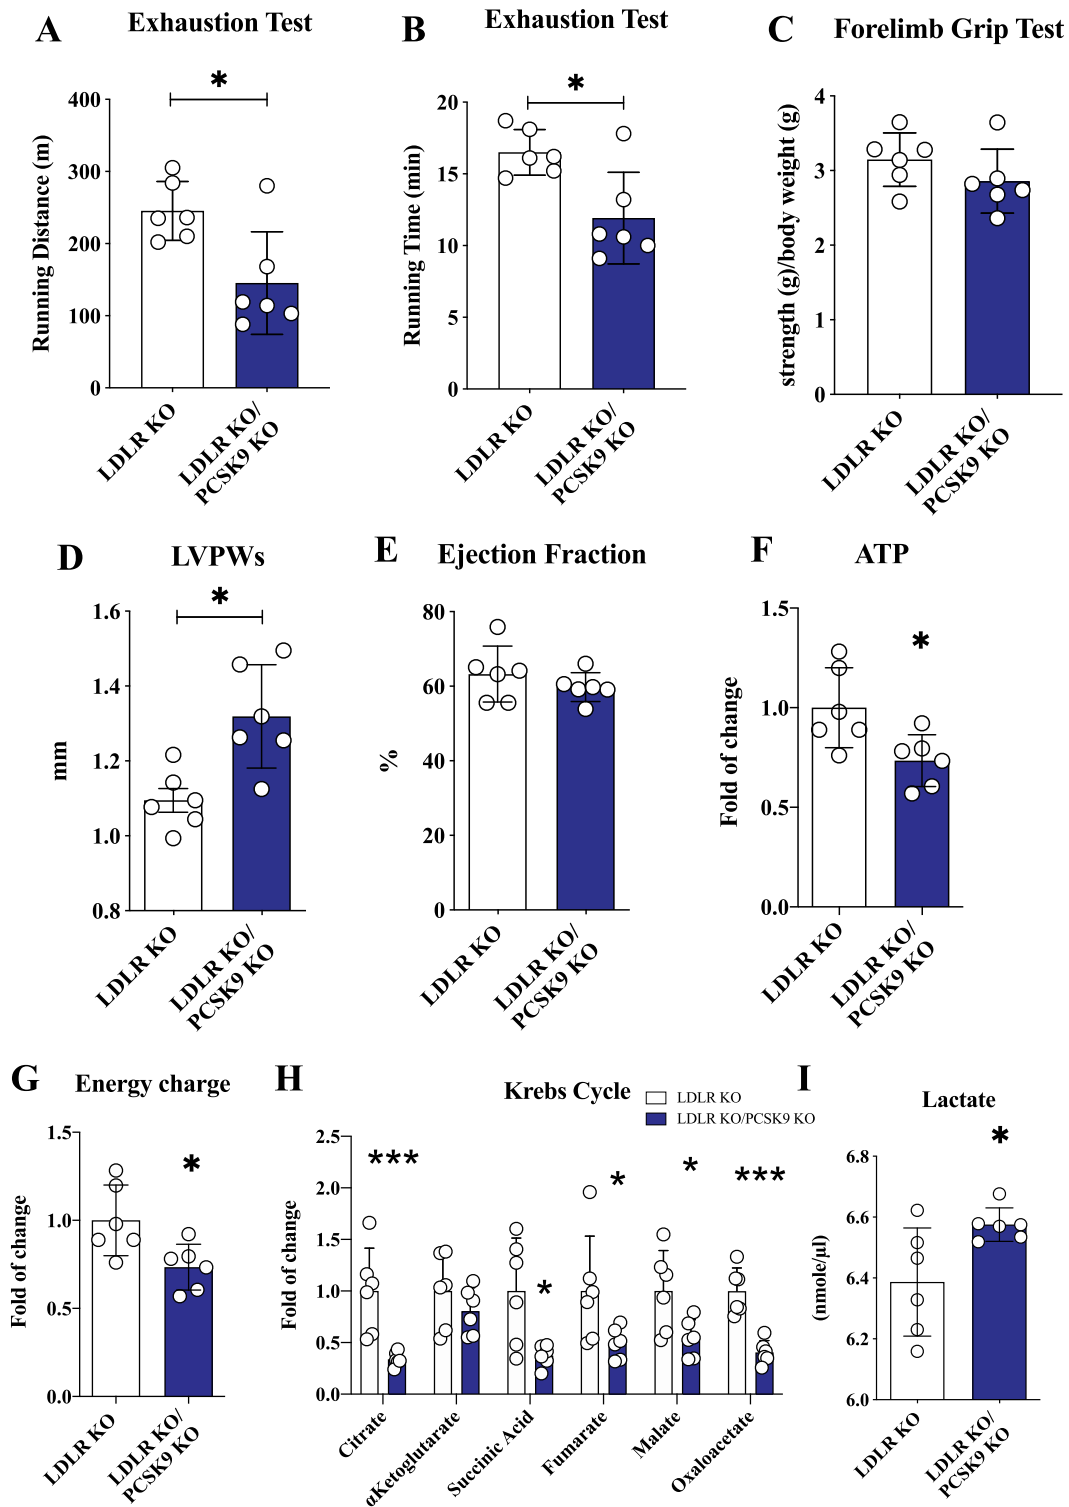 A
Exhaustion Test
*
400
300
200
100
0
Running Distance (m)
LDLR KO
LDLR KO/
PCSK9 KO
B
Exhaustion Test
*
20
15
10
5
0
Running Time (min)
LDLR KO
LDLR KO/
PCSK9 KO
C
Forelimb Grip Test
4
3
2
1
0
strength (g)/body weight (g)
LDLR KO
LDLR KO/
PCSK9 KO
D
LVPWs
*
1.6
1.4
1.2
1.0
0.8
mm
LDLR KO
LDLR KO/
PCSK9 KO
E
Ejection Fraction
80
60
40
20
0
%
LDLR KO
LDLR KO/
PCSK9 KO
F
ATP
*
1.5
1.0
0.5
0.0
Fold of change
LDLR KO
LDLR KO/
PCSK9 KO
G
Energy charge
*
1.5
1.0
0.5
0.0
Fold of change
LDLR KO
LDLR KO/
PCSK9 KO
H
Krebs Cycle
LDLR KO
LDLR KO/PCSK9 KO
2.5
2.0
1.5
1.0
0.5
0.0
Fold of change
***
*
*
*
***
Citrate
αKetoglutarate
Succinic Acid
Fumarate
Malate
Oxaloacetate
I
Lactate
*
6.8
6.6
6.4
6.2
6.0
(nmole/µl)
LDLR KO
LDLR KO/
PCSK9 KO